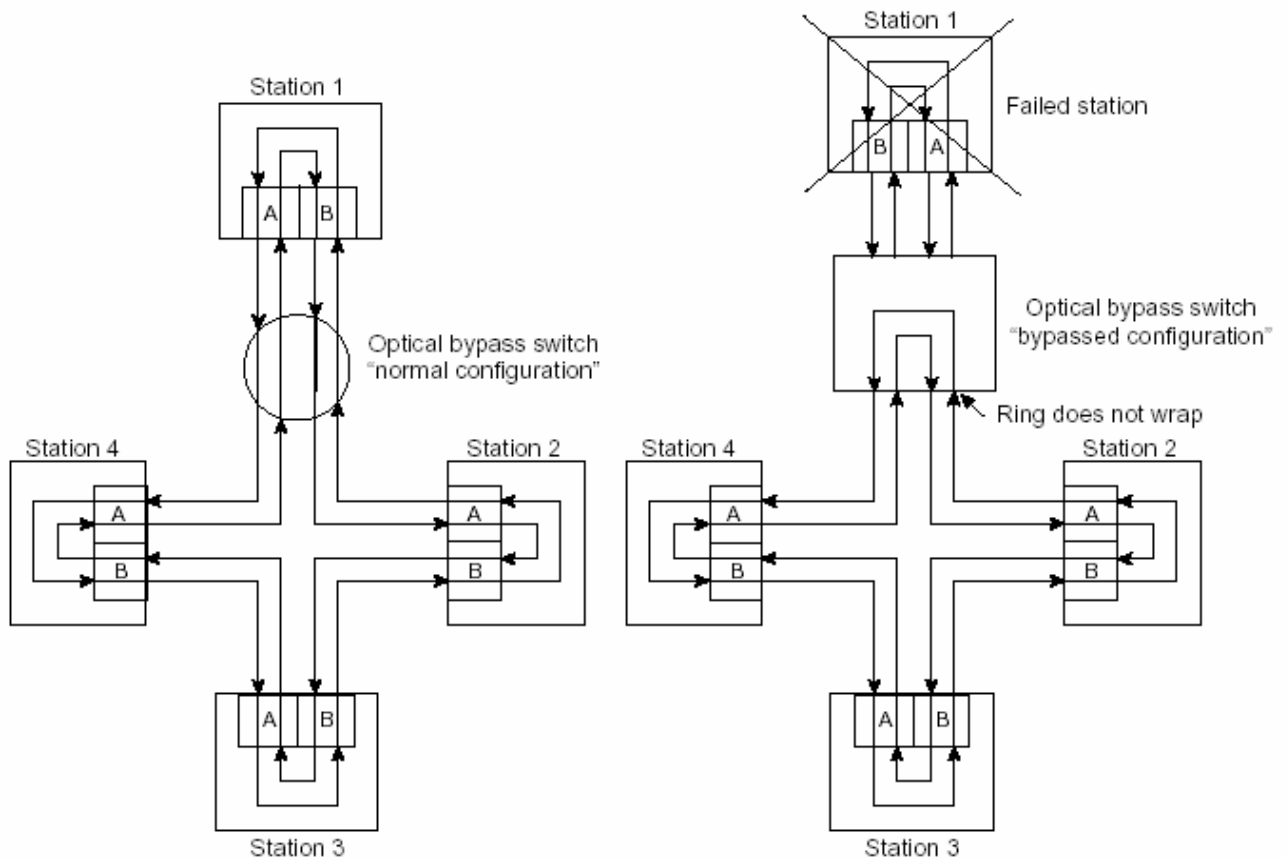 Station 1
A B
Optical bypass switch
“normal configuration”
Station 4
A
B
Station 2
A
B
A B
Station 3
Station 1
Failed station
B A
Optical bypass switch
“bypassed configuration”
Ring does not wrap
Station 4
A
B
Station 2
A
B
A B
Station 3